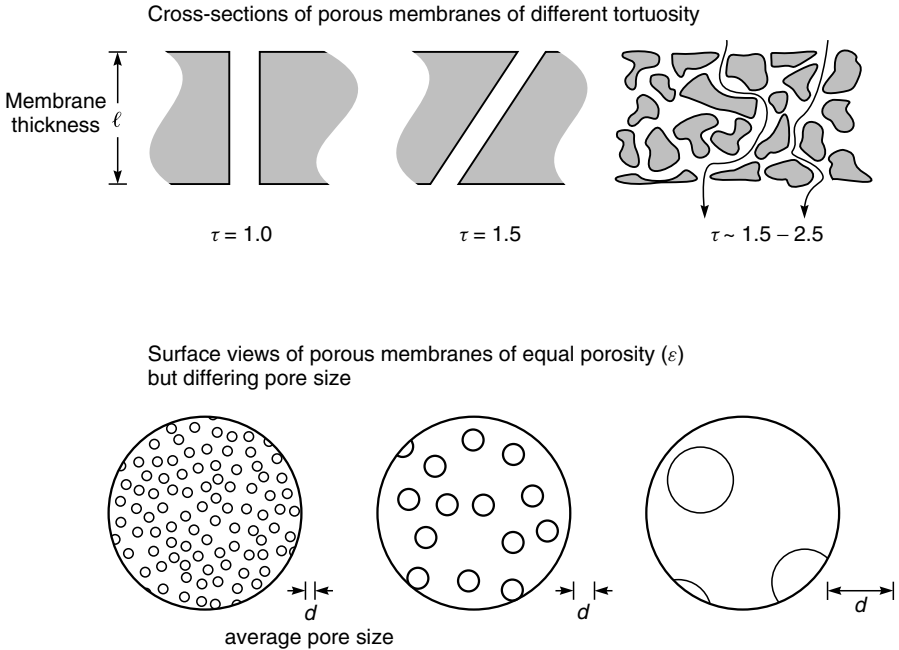 Cross-sections of porous membranes of different tortuosity
Membrane
thickness ℓ
τ = 1.0
τ = 1.5
τ ~ 1.5 – 2.5
Surface views of porous membranes of equal porosity (ε)
but differing pore size
d
d
d
average pore size